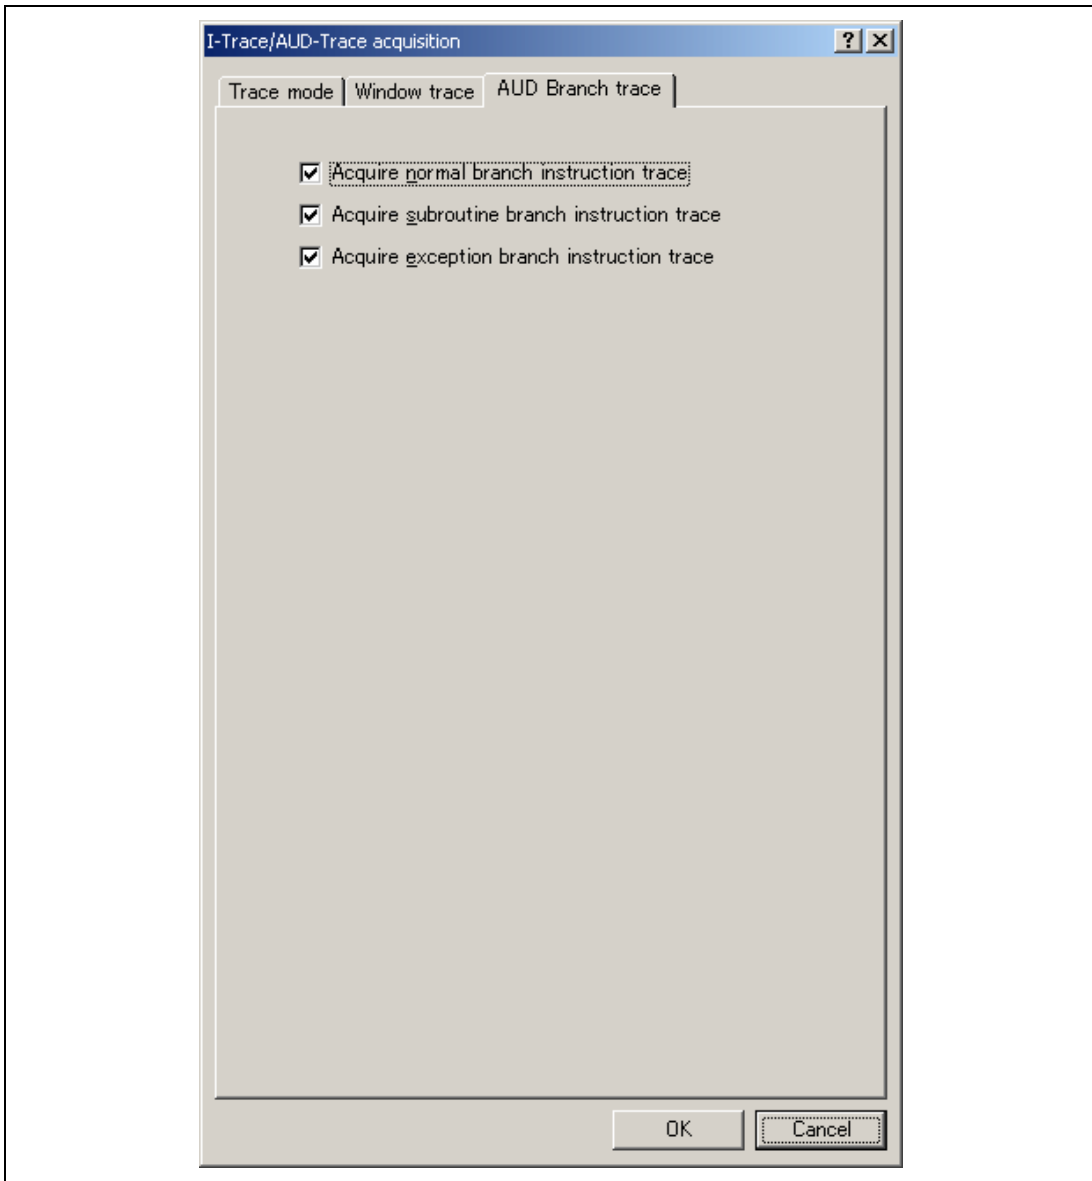 I-Trace/AUD-Trace acquisition
Trace mode Window trace AUD Branch trace
Acquire normal branch instruction trace
Acquire subroutine branch instruction trace
Acquire exception branch instruction trace
OK Cancel